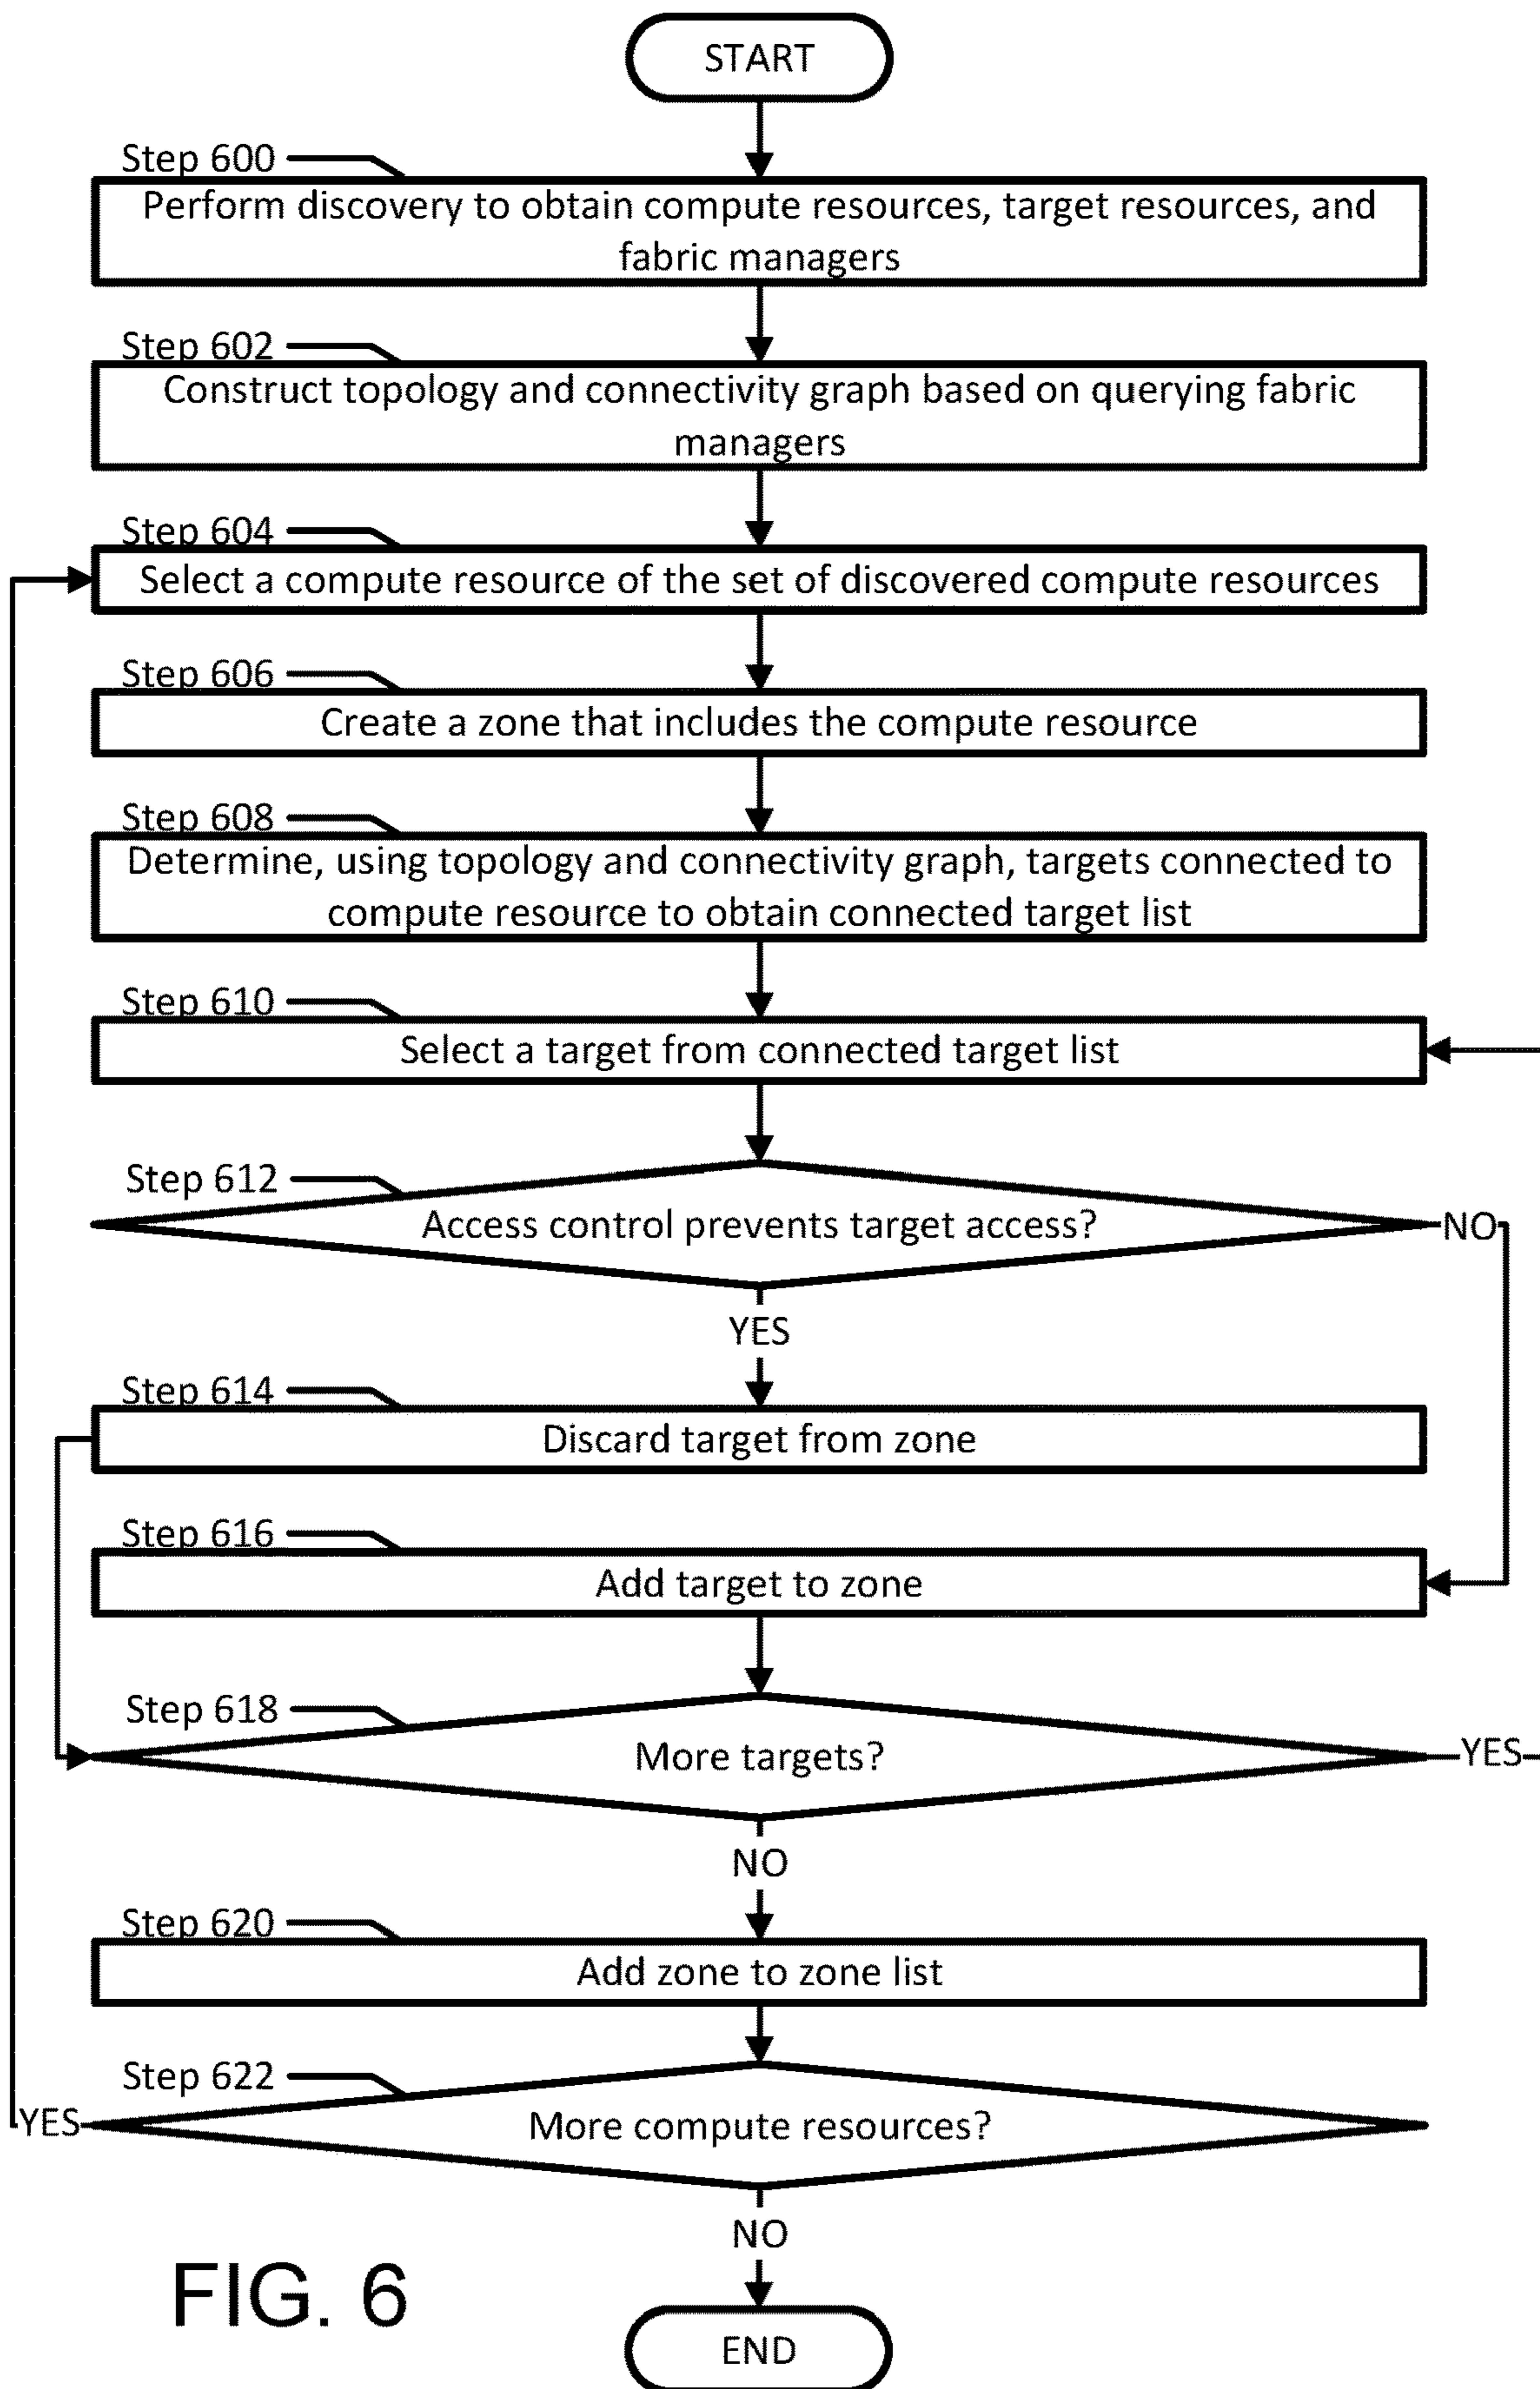 START
Step 600
Perform discovery to obtain compute resources, target resources, and
fabric managers
Step 602
Construct topology and connectivity graph based on querying fabric
managers
Step 604
Select a compute resource of the set of discovered compute resources
Step 606
Create a zone that includes the compute resource
Step 608
Determine, using topology and connectivity graph, targets connected to
compute resource to obtain connected target list
Step 610
Select a target from connected target list
Step 612
Access control prevents target access?
NO
YES
Step 614
Discard target from zone
Step 616
Add target to zone
Step 618
More targets?
YES
NO
Step 620
Add zone to zone list
Step 622
More compute resources?
YES
NO
FIG. 6
END